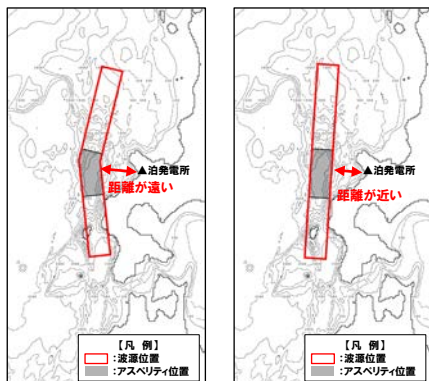 ▲泊発電所
距離が遠い
【凡 例】
：波源位置
：アスペリティ位置
▲泊発電所
距離が近い
【凡 例】
：波源位置
：アスペリティ位置